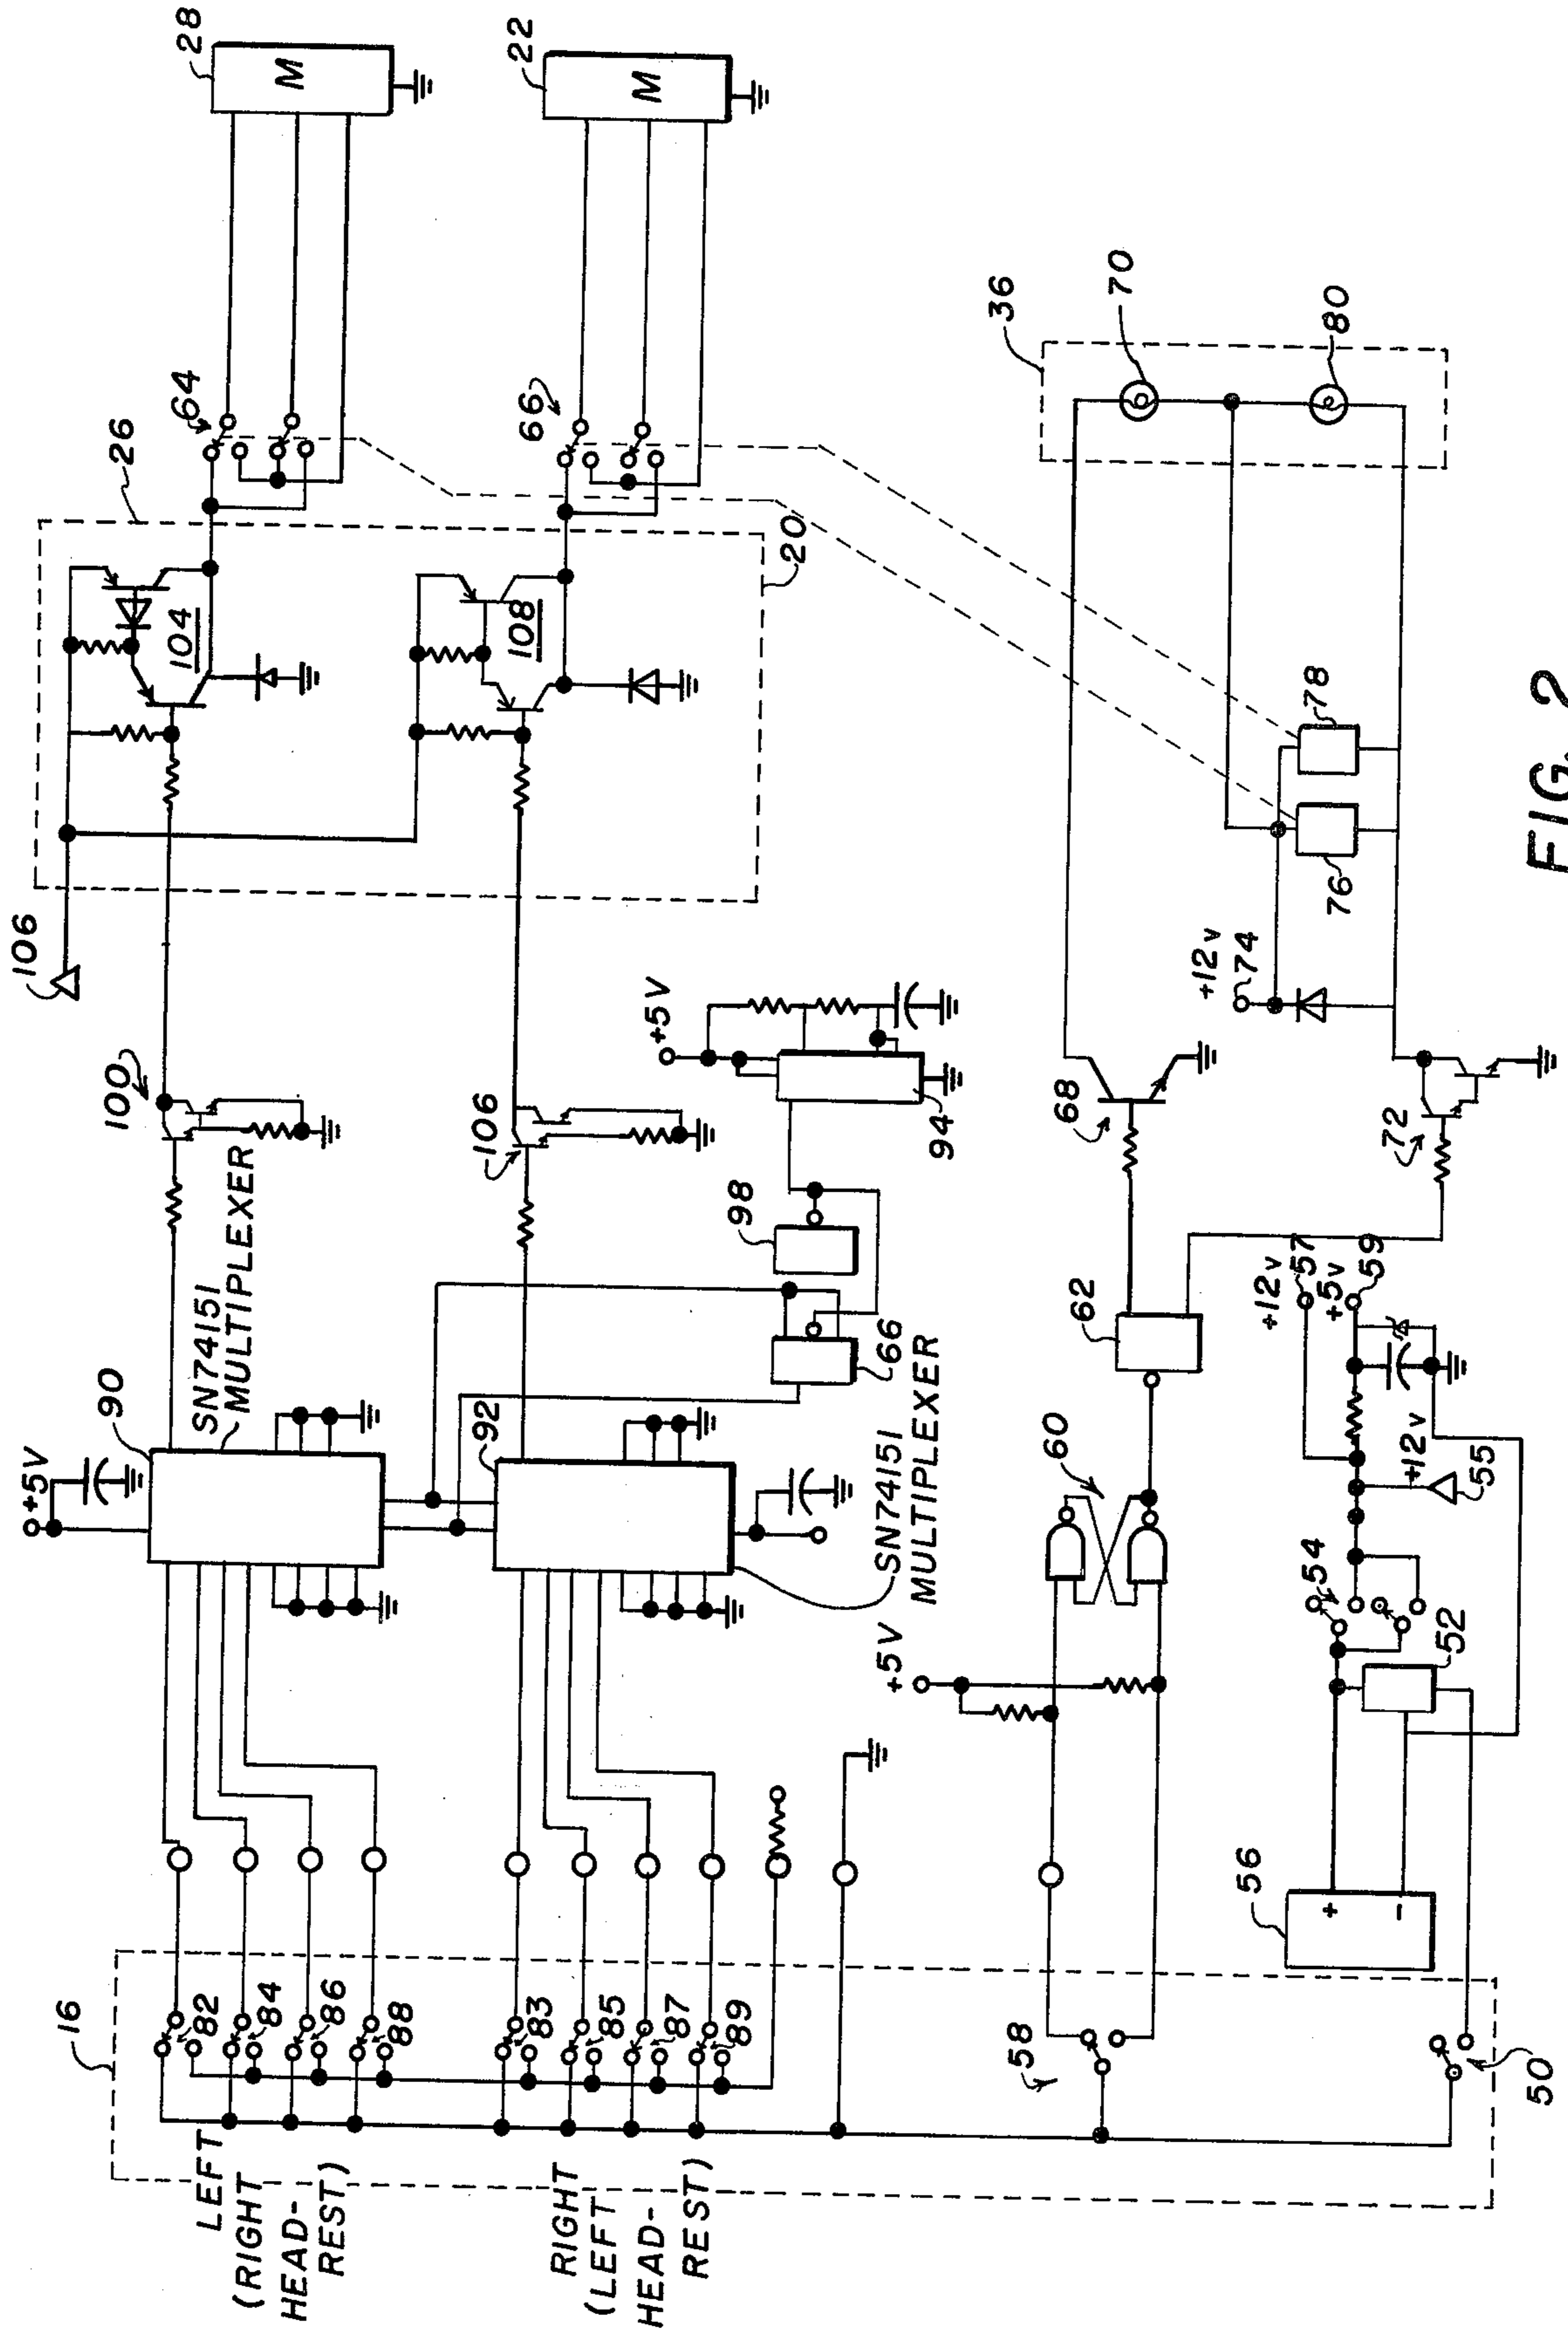 16
LEFT
(RIGHT
HEAD-
REST)
82
84
86
88
RIGHT
(LEFT
HEAD-
REST)
83
85
87
89
58
50
56
+
-
52
54
55
+12V
+12V
57
+5V
59
+5V
60
62
+5V
90
SN74151
MULTIPLEXER
92
SN74151
MULTIPLEXER
66
98
94
+5V
100
106
106
68
72
+12V
74
76
78
26
104
108
20
64
66
28
M
22
M
36
70
80
FIG. 2